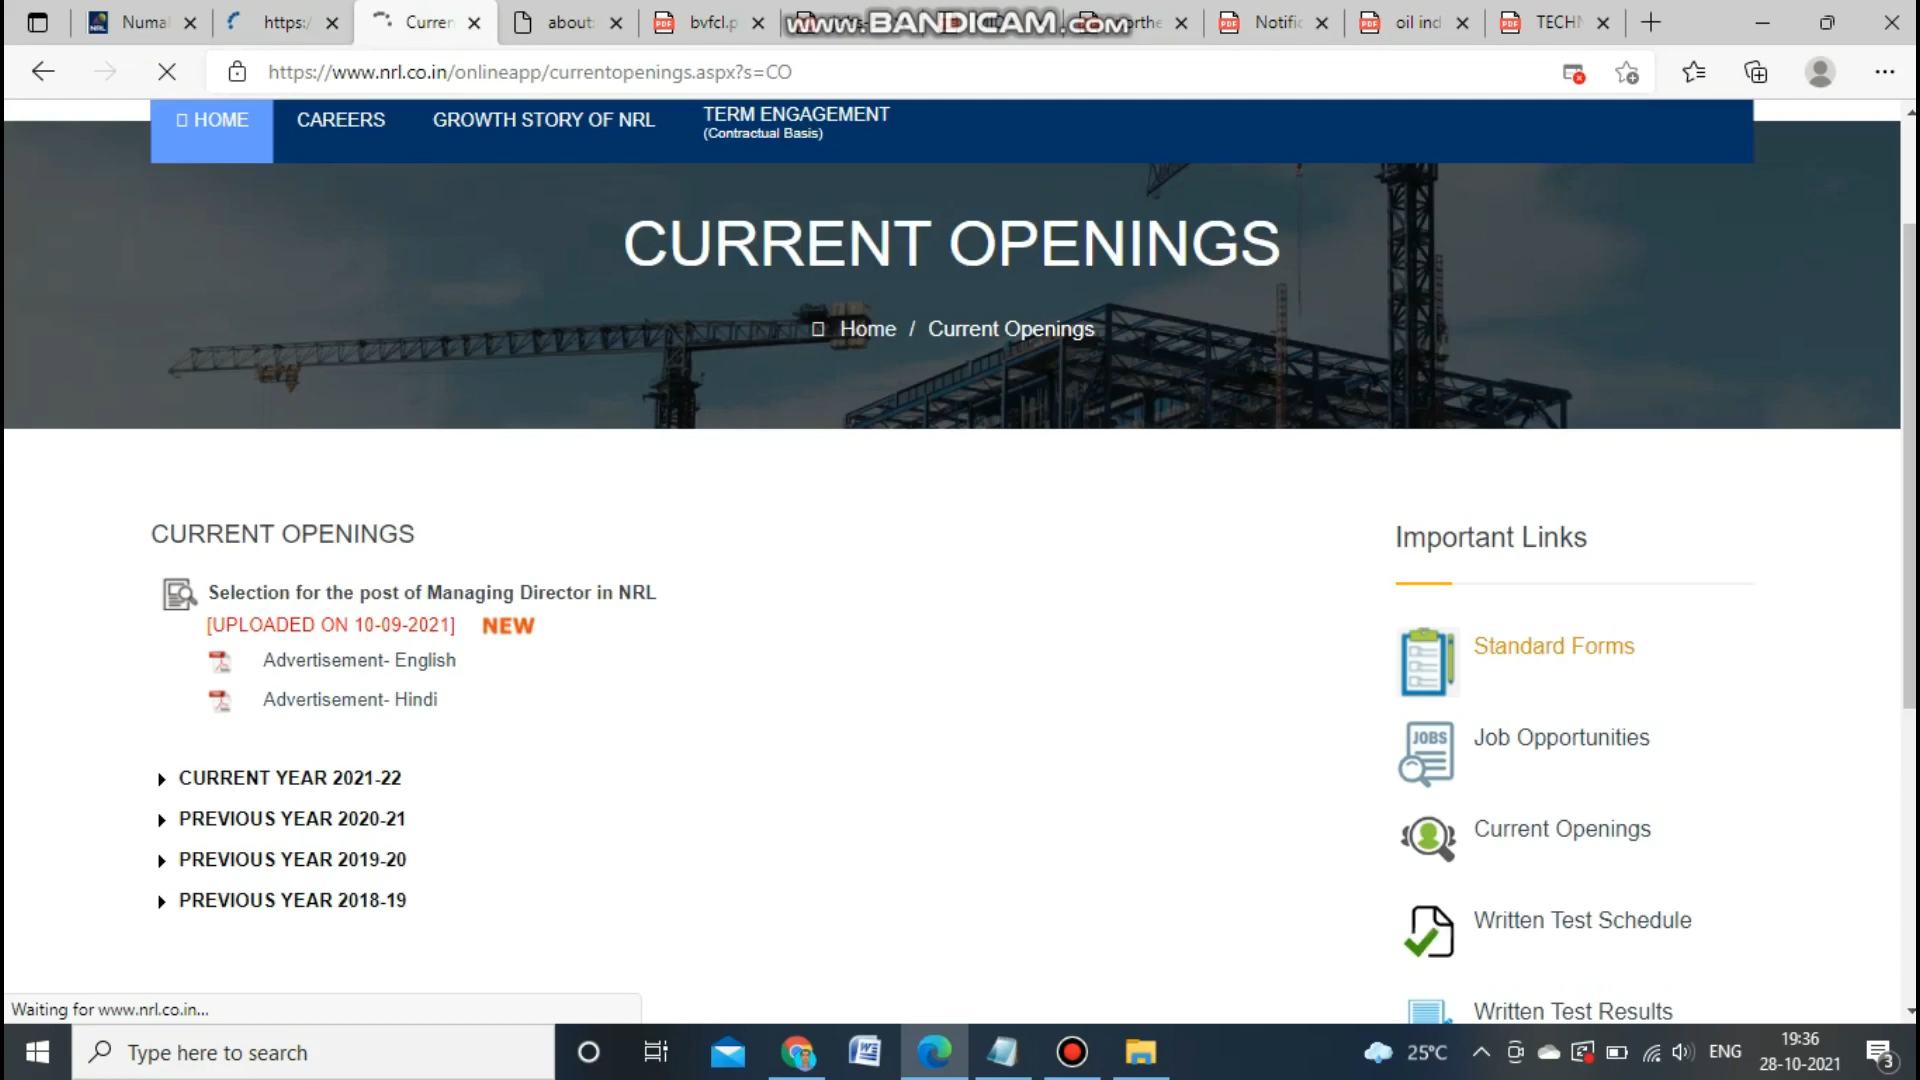 Numal
https:/
Curren
about:
bvfcl.p
www.BANDICAM.com
Notific
oil ind
TECHN
https://www.nrl.co.in/onlineapp/currentopenings.aspx?s=CO
HOME
CAREERS
GROWTH STORY OF NRL
TERM ENGAGEMENT
(Contractual Basis)
CURRENT OPENINGS
Home / Current Openings
CURRENT OPENINGS
Selection for the post of Managing Director in NRL
[UPLOADED ON 10-09-2021] NEW
Advertisement- English
Advertisement- Hindi
CURRENT YEAR 2021-22
PREVIOUS YEAR 2020-21
PREVIOUS YEAR 2019-20
PREVIOUS YEAR 2018-19
Important Links
Standard Forms
JOBS
Job Opportunities
Current Openings
Written Test Schedule
Written Test Results
Waiting for www.nrl.co.in...
Type here to search
25°C
ENG
19:36
28-10-2021
3